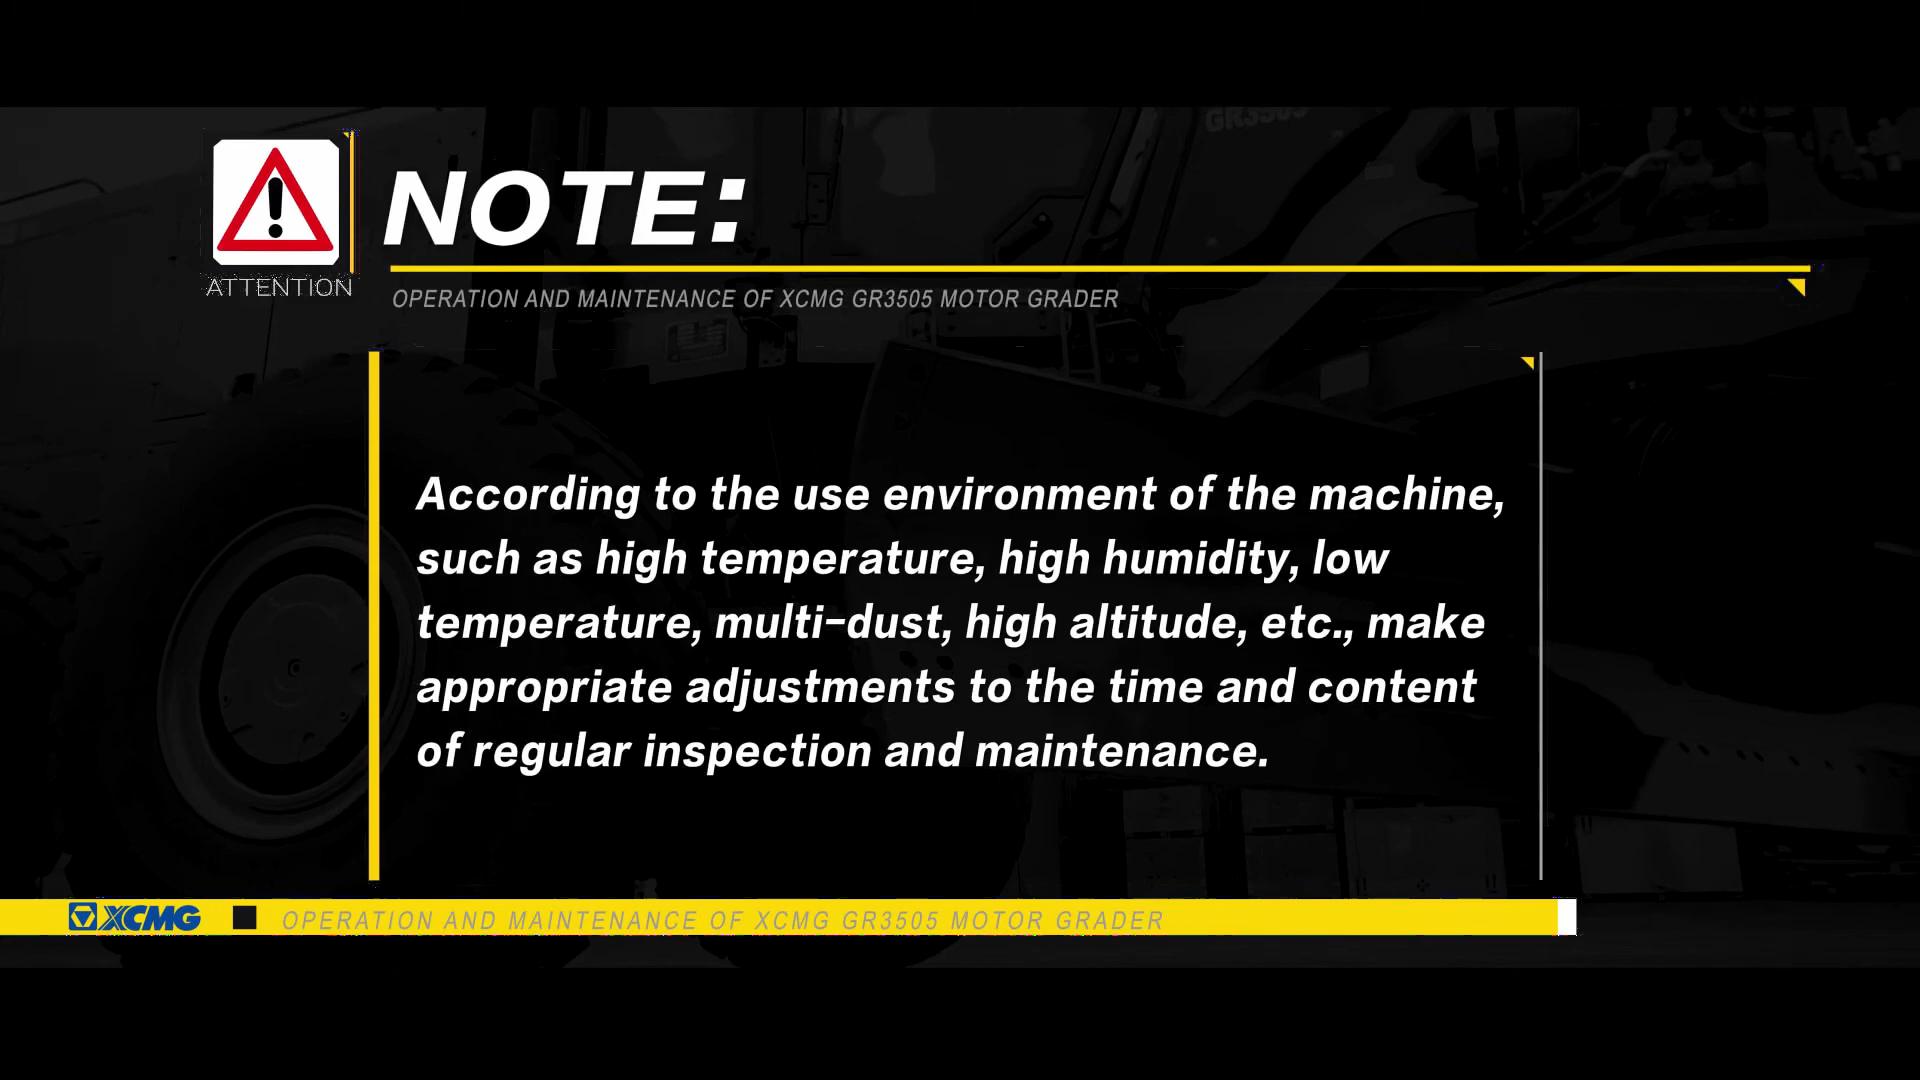 GR3505
NOTE:
ATTENTION
OPERATION AND MAINTENANCE OF XCMG GR3505 MOTOR GRADER
According to the use environment of the machine,
such as high temperature, high humidity, low
temperature, multi-dust, high altitude, etc., make
appropriate adjustments to the time and content
of regular inspection and maintenance.
XCMG
OPERATION AND MAINTENANCE OF XCMG GR3505 MOTOR GRADER